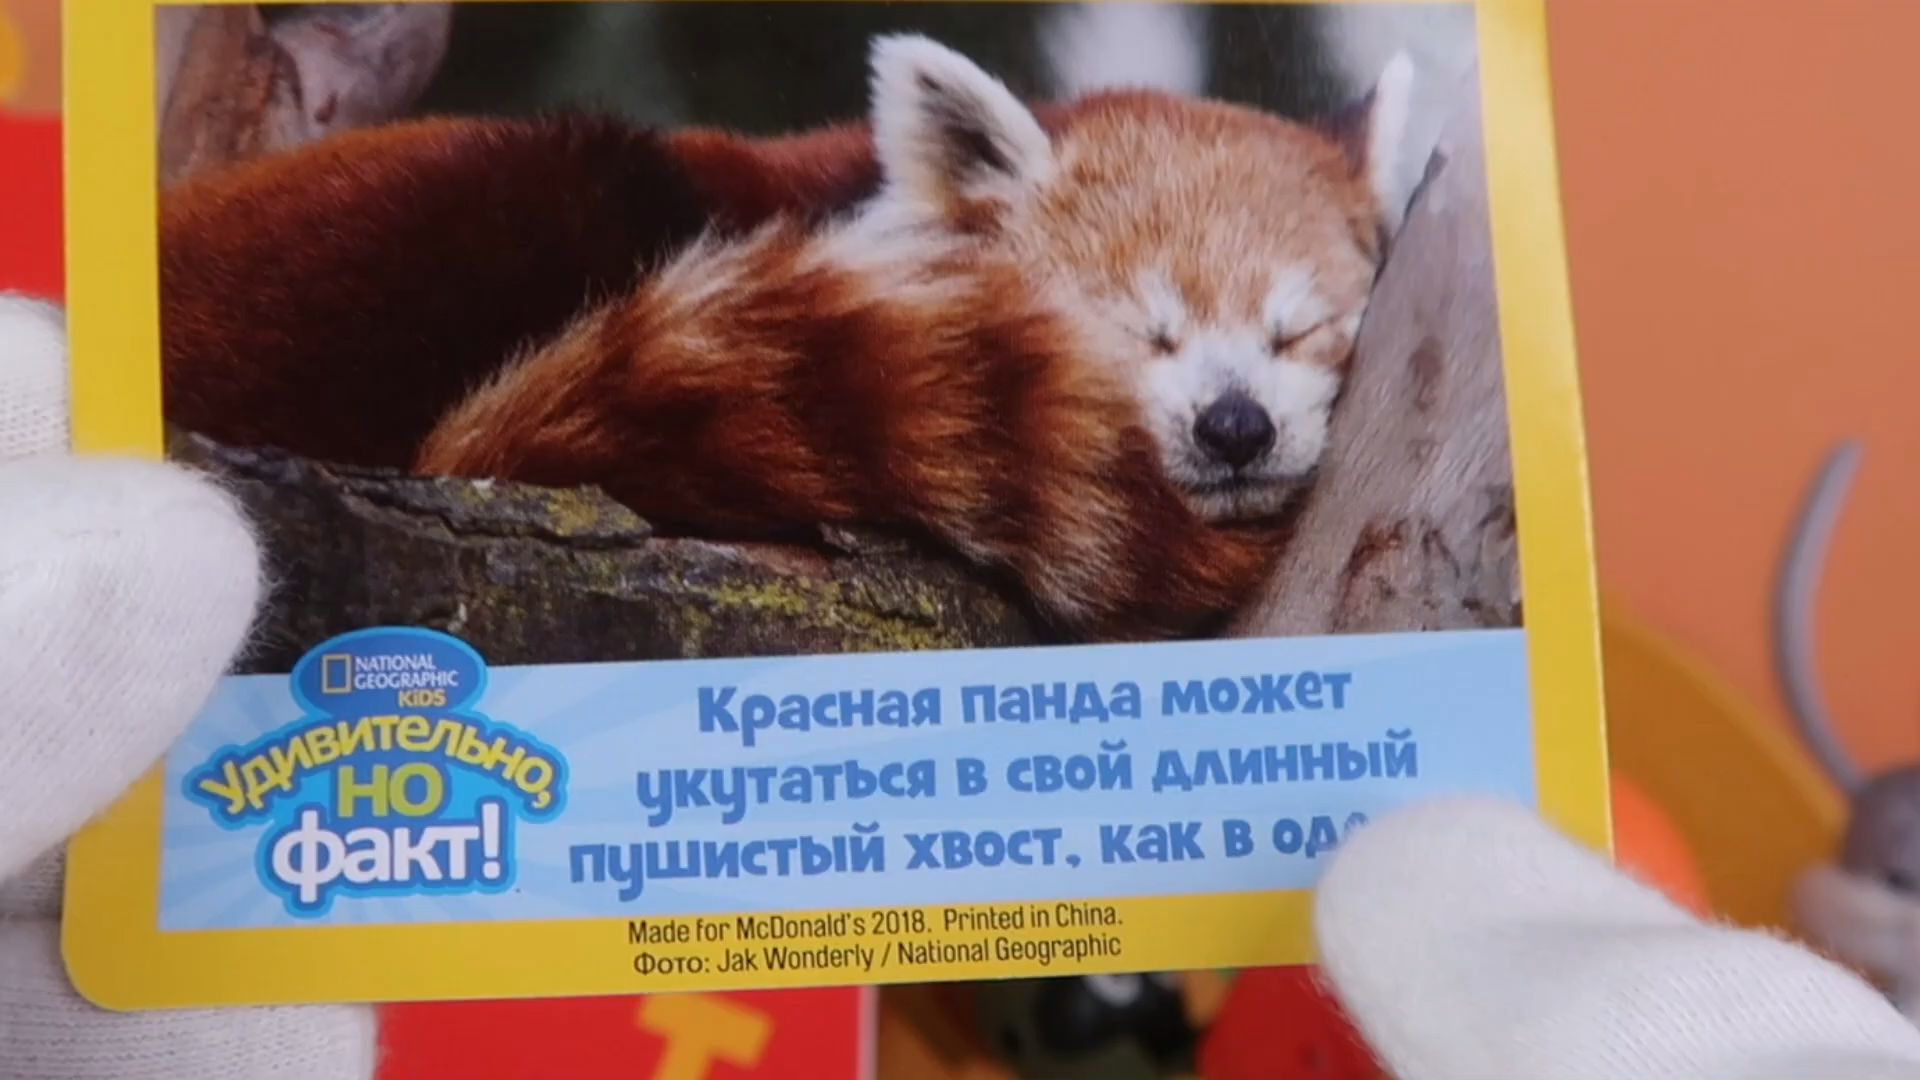 NATIONAL
GEOGRAPHIC
KiDS
Удивительно,
но
факт!
Красная панда может
укутаться в свой длинный
пушистый хвост, как в
Made for McDonald's 2018. Printed in China.
Фото: Jak Wonderly / National Geographic